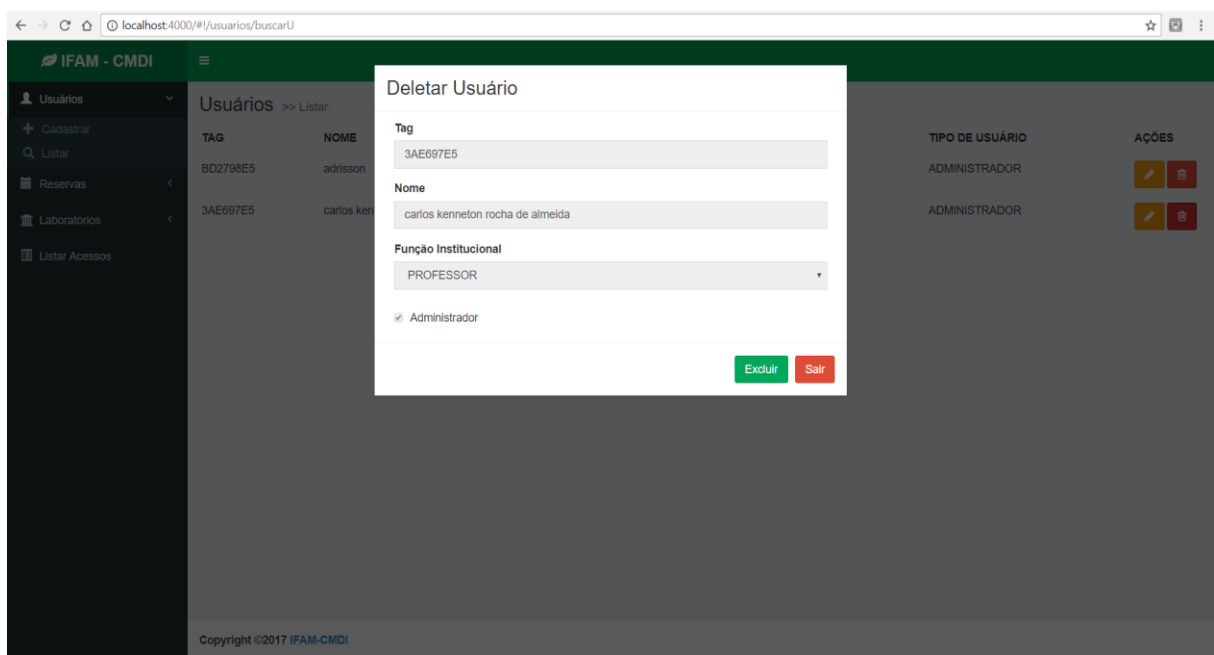 localhost:4000/#!/usuarios/buscarU
IFAM - CMDI
Usuários
Cadastrar
Listar
Reservas
Laboratórios
Listar Acessos
Usuários >> Listar
TAG NOME TIPO DE USUÁRIO AÇÕES
BD2798E5 adrisson ADMINISTRADOR
3AE697E5 carlos ken ADMINISTRADOR
Deletar Usuário
Tag
3AE697E5
Nome
carlos kenneton rocha de almeida
Função Institucional
PROFESSOR
Administrador
Excluir Sair
Copyright ©2017 IFAM-CMDI